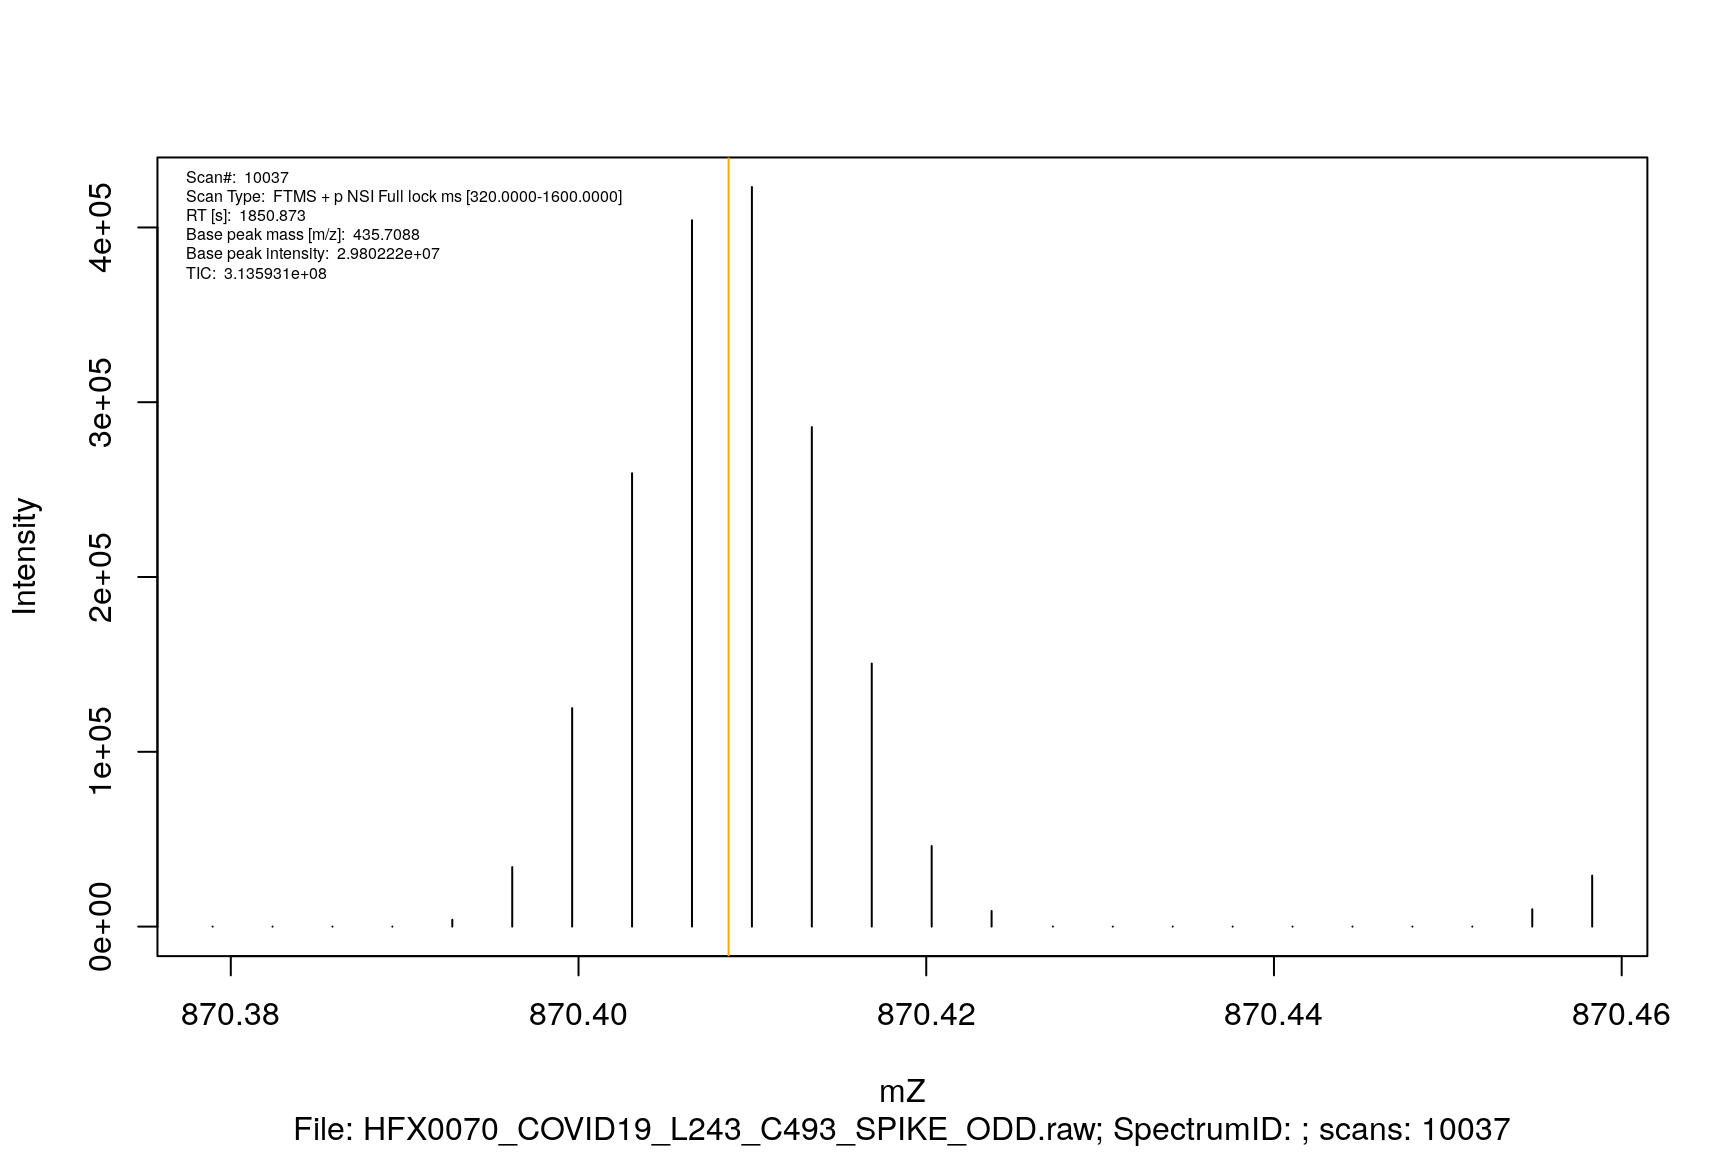 Scan#: 10037
Scan Type: FTMS + p NSI Full lock ms [320.0000-1600.0000]
RT [s]: 1850.873
Base peak mass [m/z]: 435.7088
Base peak intensity: 2.980222e+07
TIC: 3.135931e+08
4e+05
3e+05
2e+05
1e+05
0e+00
Intensity
870.38 870.40 870.42 870.44 870.46
mZ
File: HFX0070_COVID19_L243_C493_SPIKE_ODD.raw; SpectrumID: ; scans: 10037